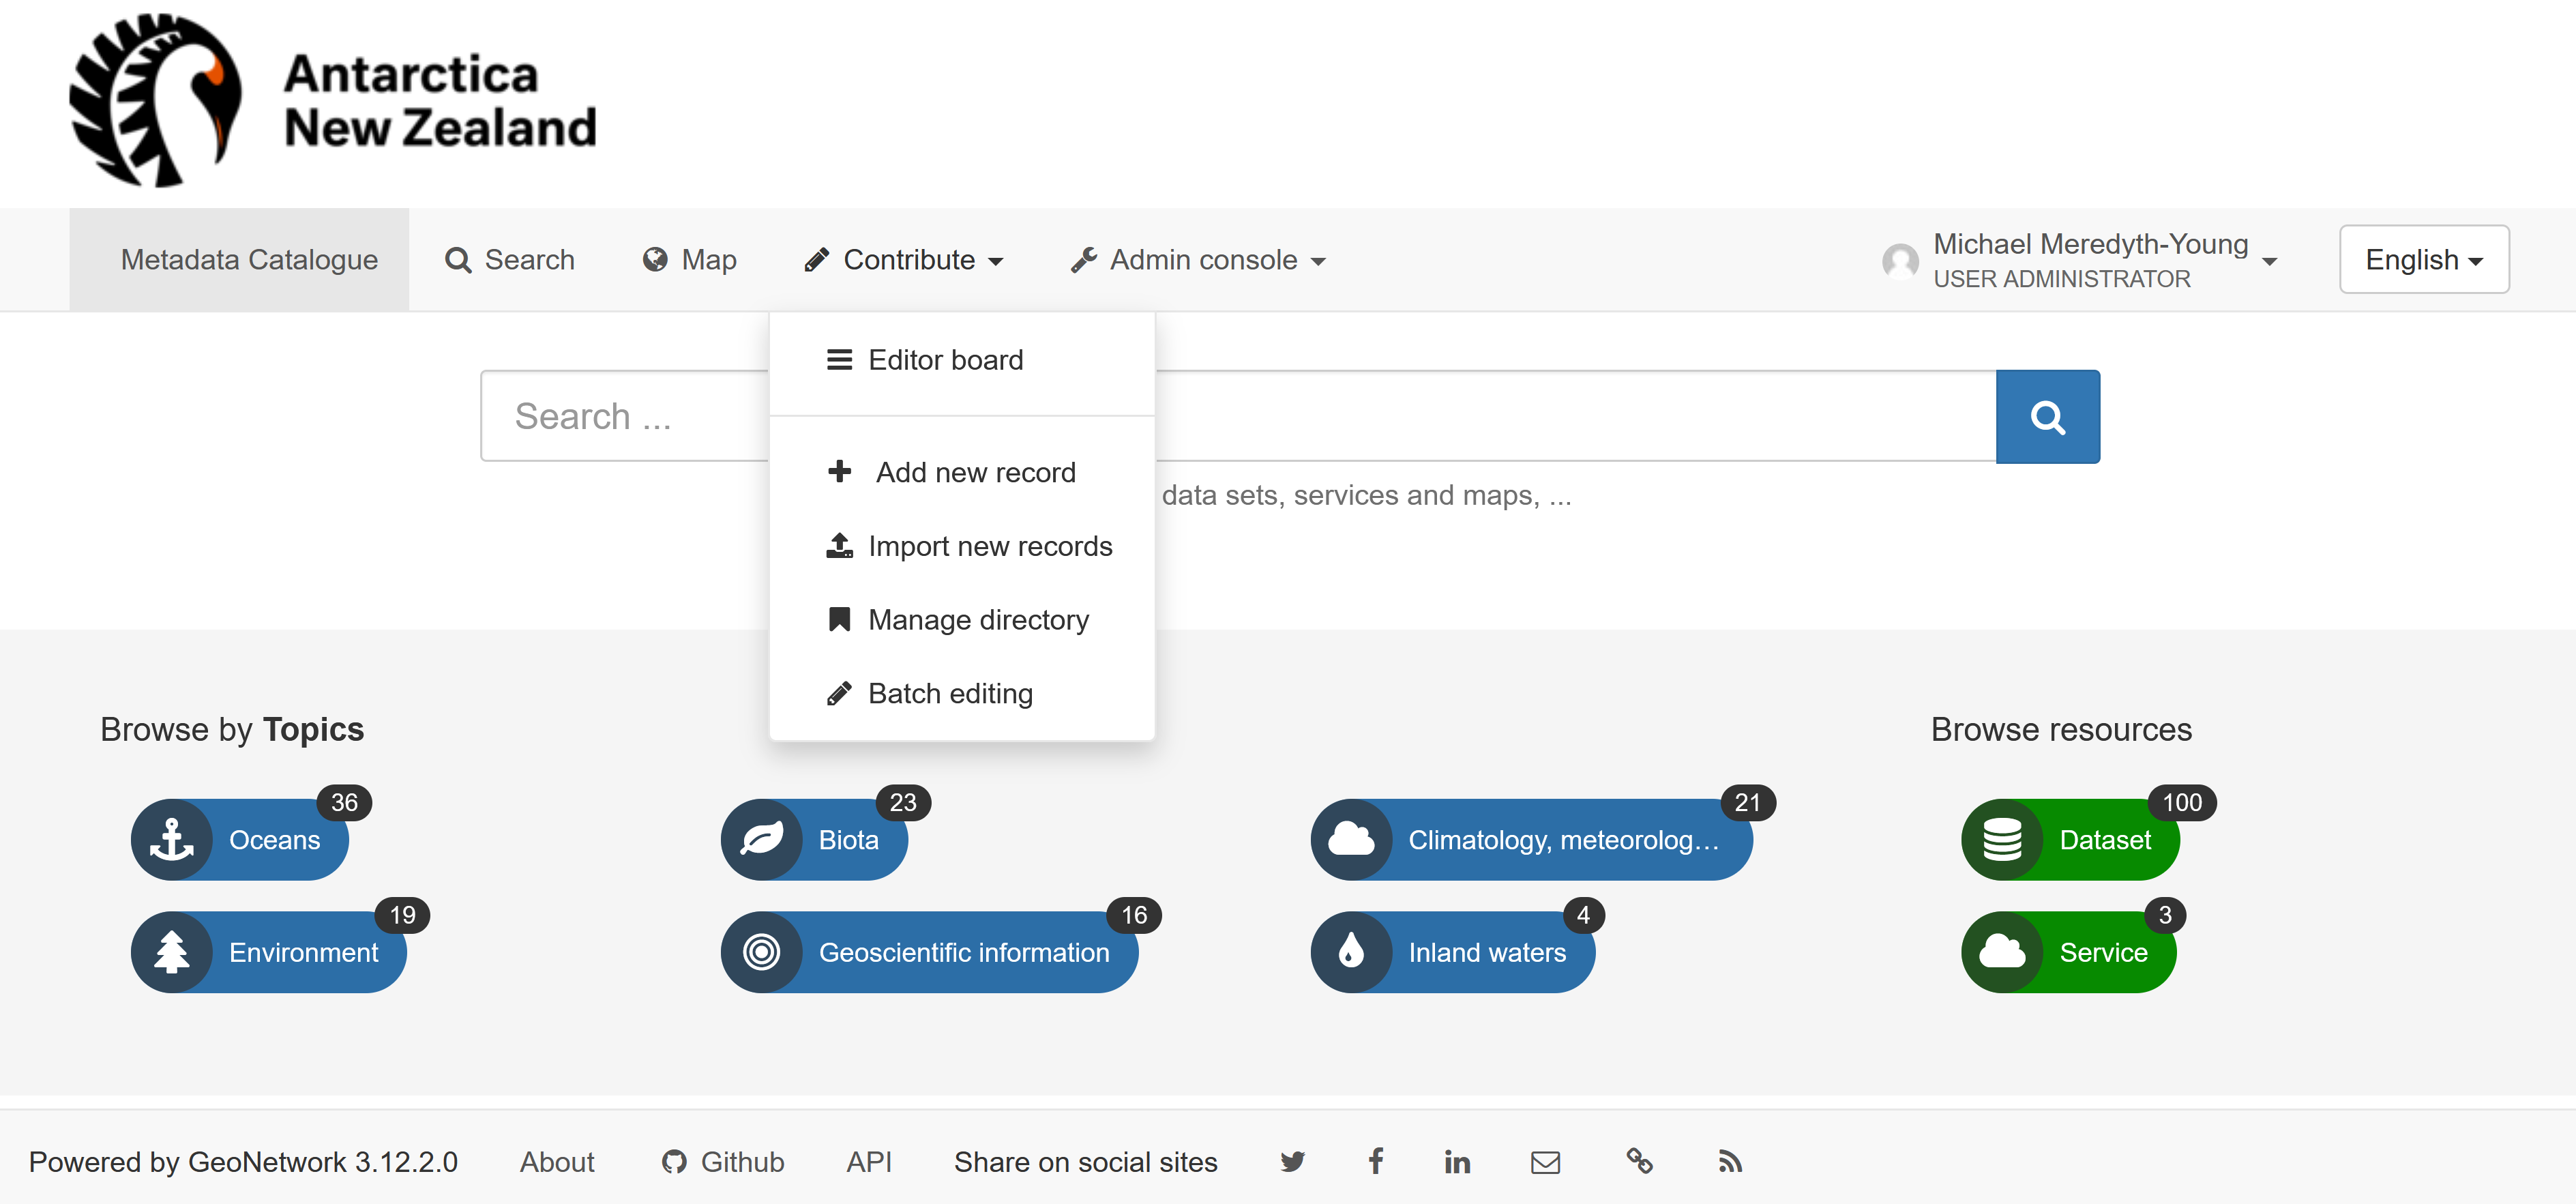 Antarctica
New Zealand
Metadata Catalogue
Search
Map
Contribute
Admin console
Michael Meredyth-Young
USER ADMINISTRATOR
English
Editor board
Search ...
Add new record
data sets, services and maps, ...
Import new records
Manage directory
Batch editing
Browse by Topics
Browse resources
36
Oceans
23
Biota
21
Climatology, meteorolog...
100
Dataset
19
Environment
16
Geoscientific information
4
Inland waters
3
Service
Powered by GeoNetwork 3.12.2.0
About
Github
API
Share on social sites